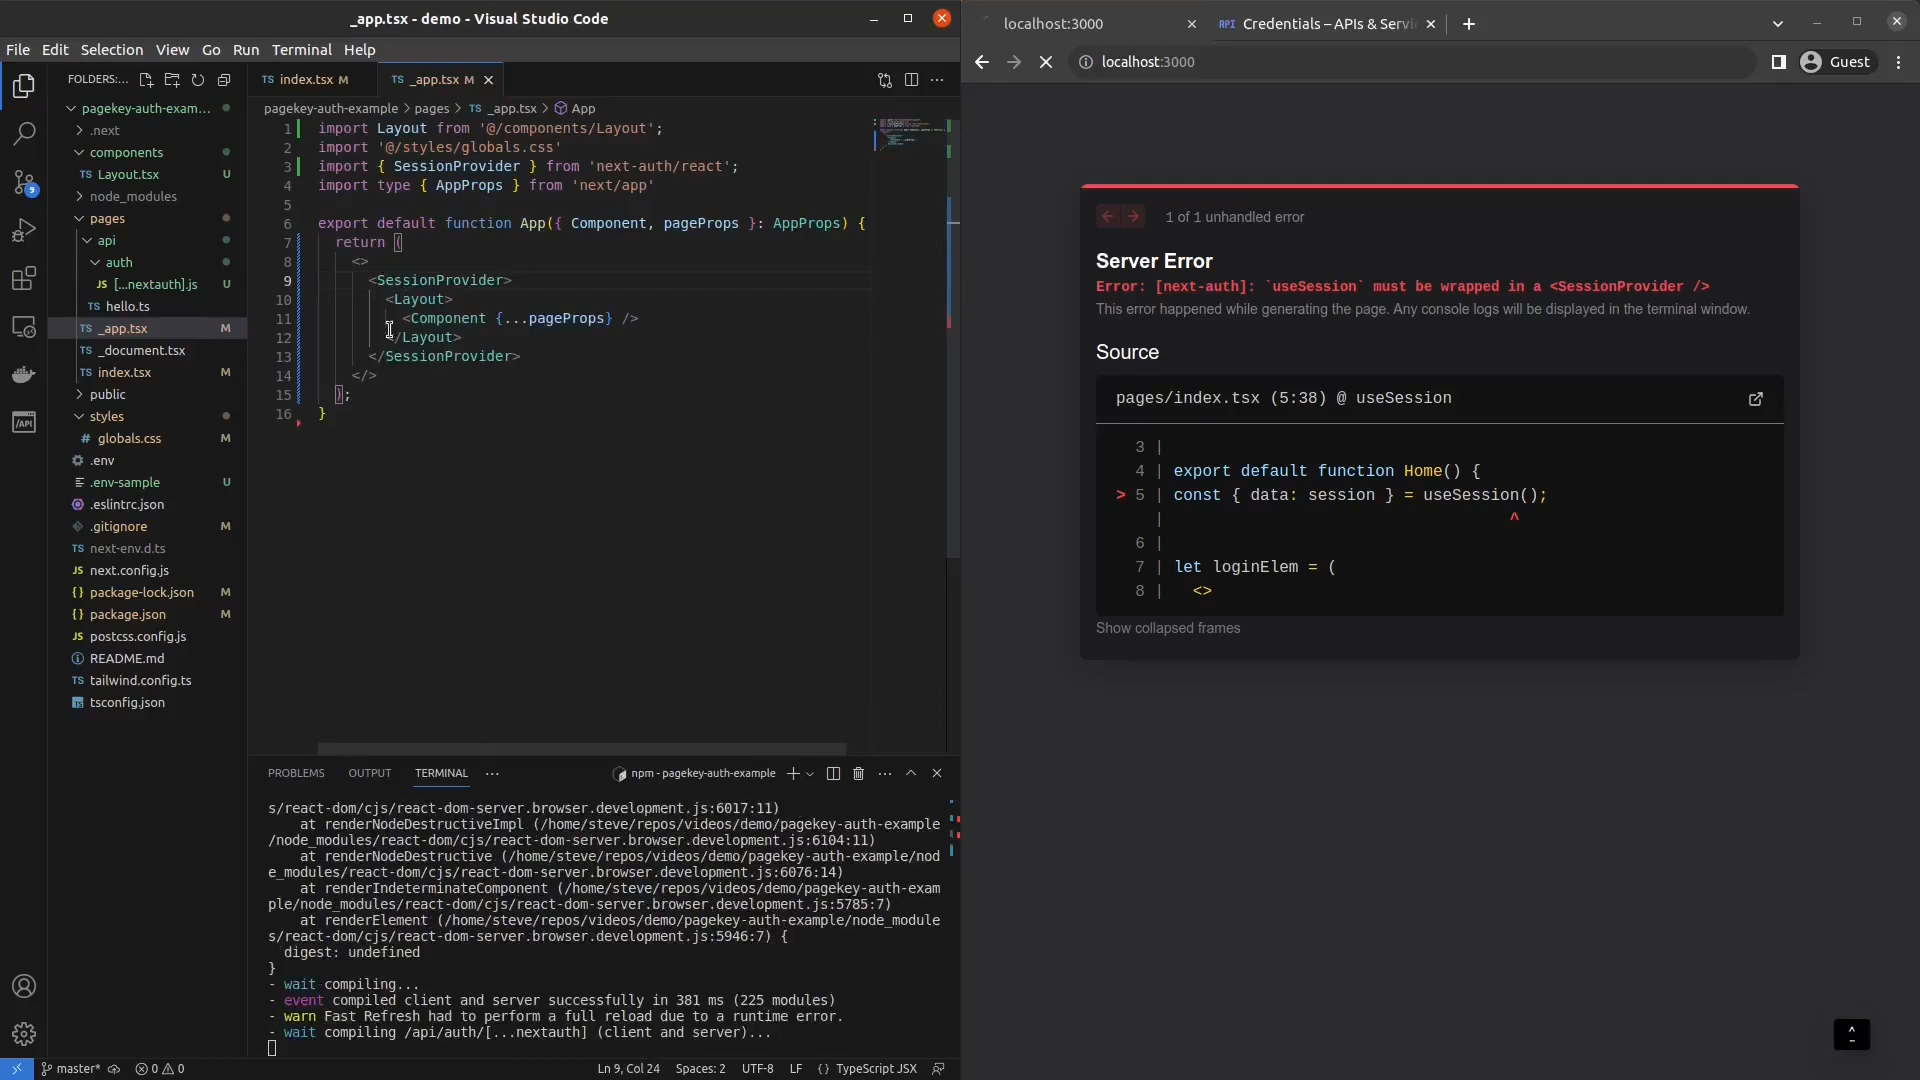 _app.tsx - demo - Visual Studio Code
File Edit Selection View Go Run Terminal Help
FOLDERS:...
pagekey-auth-exam...
.next
components
Layout.tsx U
node_modules
pages
api
auth
JS [...nextauth].js U
TS hello.ts
TS _app.tsx M
TS _document.tsx
TS index.tsx M
public
styles
# globals.css M
.env
.env-sample U
.eslintrc.json
.gitignore M
TS next-env.d.ts
JS next.config.js
{} package-lock.json M
{} package.json M
JS postcss.config.js
README.md
TS tailwind.config.ts
tsconfig.json
9
/API
TS index.tsx M
TS _app.tsx M
pagekey-auth-example > pages > TS _app.tsx > App
1 import Layout from '@/components/Layout';
2 import '@/styles/globals.css'
3 import { SessionProvider } from 'next-auth/react';
4 import type { AppProps } from 'next/app'
5
6 export default function App({ Component, pageProps }: AppProps) {
7 return (
8 <>
9 <SessionProvider>
10 <Layout>
11 <Component {...pageProps} />
12 </Layout>
13 </SessionProvider>
14 </>
15 );
16 }
PROBLEMS OUTPUT TERMINAL ... npm - pagekey-auth-example
s/react-dom/cjs/react-dom-server.browser.development.js:6017:11)
at renderNodeDestructiveImpl (/home/steve/repos/videos/demo/pagekey-auth-example
/node_modules/react-dom/cjs/react-dom-server.browser.development.js:6104:11)
at renderNodeDestructive (/home/steve/repos/videos/demo/pagekey-auth-example/nod
e_modules/react-dom/cjs/react-dom-server.browser.development.js:6076:14)
at renderIndeterminateComponent (/home/steve/repos/videos/demo/pagekey-auth-exam
ple/node_modules/react-dom/cjs/react-dom-server.browser.development.js:5785:7)
at renderElement (/home/steve/repos/videos/demo/pagekey-auth-example/node_module
s/react-dom/cjs/react-dom-server.browser.development.js:5946:7) {
digest: undefined
}
- wait compiling...
- event compiled client and server successfully in 381 ms (225 modules)
- warn Fast Refresh had to perform a full reload due to a runtime error.
- wait compiling /api/auth/[...nextauth] (client and server)...
master* 0 0 Ln 9, Col 24 Spaces: 2 UTF-8 LF {} TypeScript JSX
localhost:3000
API Credentials – APIs & Servi
localhost:3000
Guest
1 of 1 unhandled error
Server Error
Error: [next-auth]: `useSession` must be wrapped in a <SessionProvider />
This error happened while generating the page. Any console logs will be displayed in the terminal window.
Source
pages/index.tsx (5:38) @ useSession
3 |
4 | export default function Home() {
> 5 | const { data: session } = useSession();
| ^
6 |
7 | let loginElem = (
8 | <>
Show collapsed frames